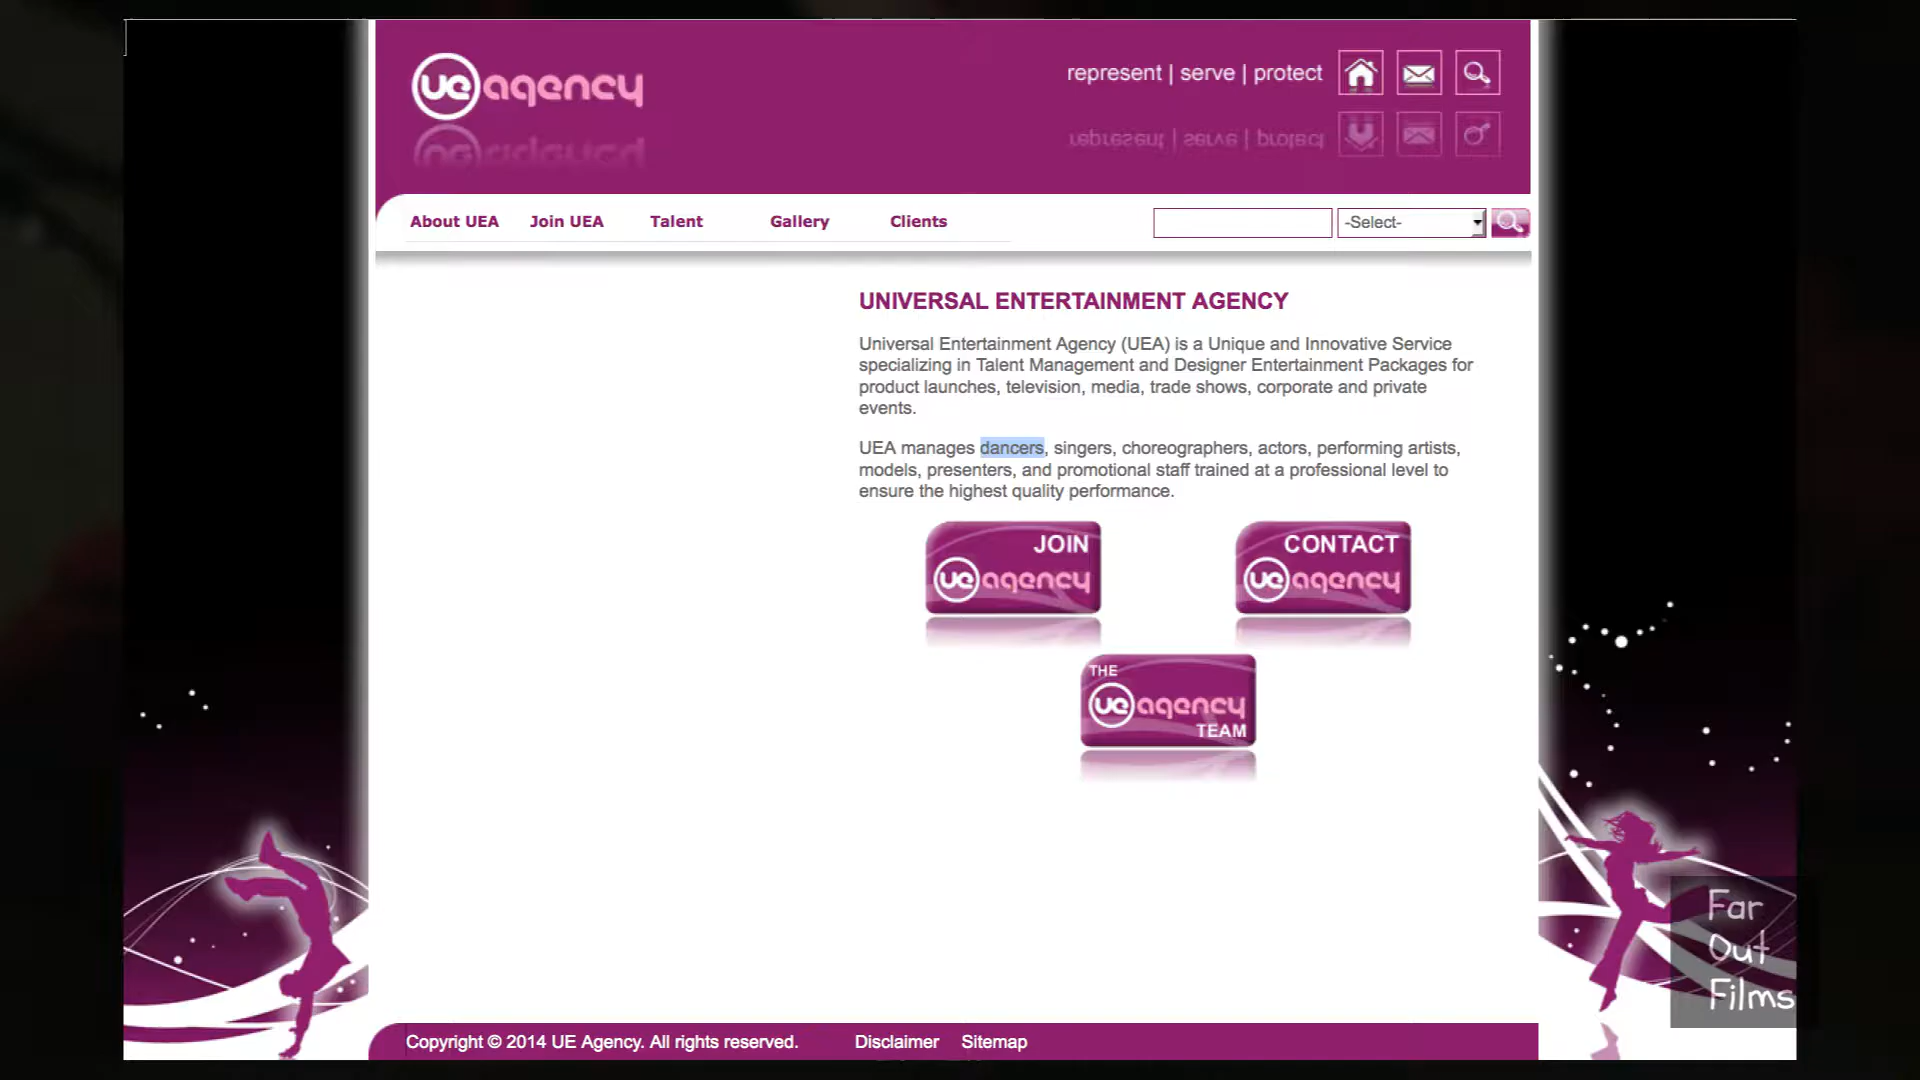 ue agency
represent | serve | protect
represent | serve | protect
About UEA Join UEA Talent Gallery Clients -Select-
UNIVERSAL ENTERTAINMENT AGENCY
Universal Entertainment Agency (UEA) is a Unique and Innovative Service
specializing in Talent Management and Designer Entertainment Packages for
product launches, television, media, trade shows, corporate and private
events.
UEA manages dancers, singers, choreographers, actors, performing artists,
models, presenters, and promotional staff trained at a professional level to
ensure the highest quality performance.
JOIN
ue agency
CONTACT
ue agency
THE
ue agency
TEAM
Far
Out
Films
Copyright © 2014 UE Agency. All rights reserved. Disclaimer Sitemap